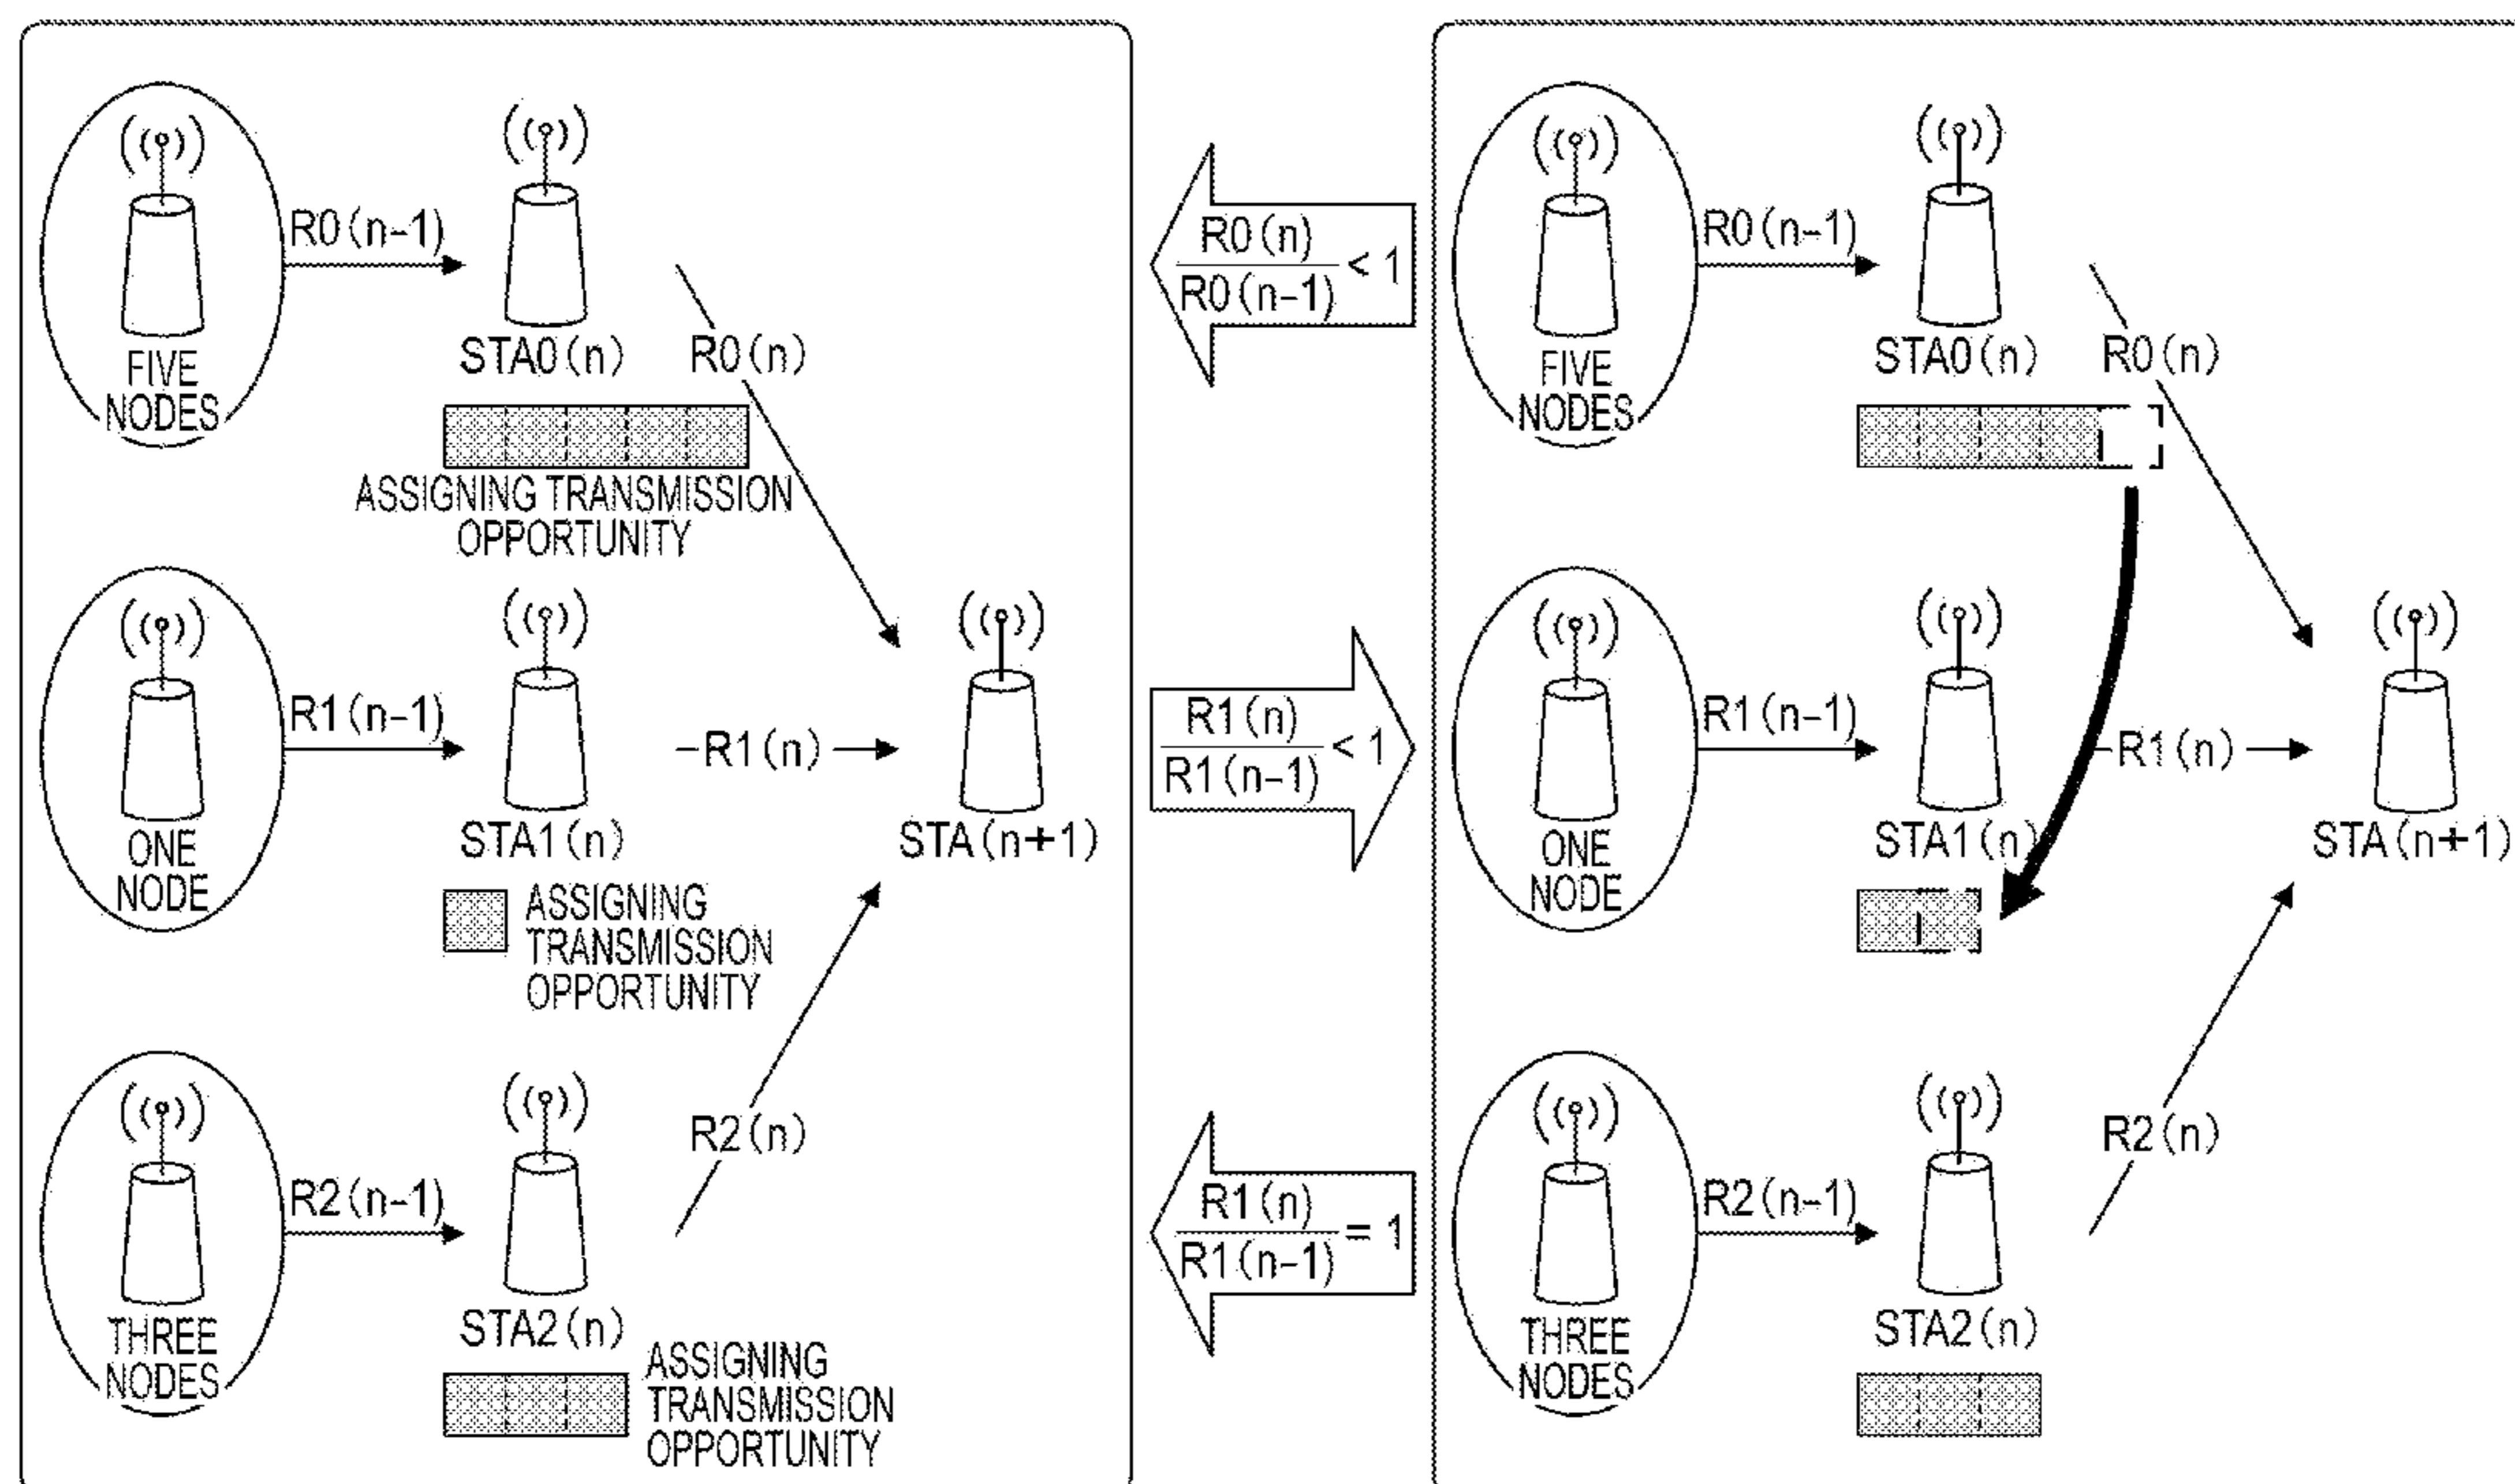 R0(n-1)
FIVE
NODES
STA0(n)
R0(n)
ASSIGNING TRANSMISSION
OPPORTUNITY
R1(n-1)
ONE
NODE
STA1(n)
R1(n)
STA(n+1)
ASSIGNING
TRANSMISSION
OPPORTUNITY
R2(n-1)
THREE
NODES
STA2(n)
R2(n)
ASSIGNING
TRANSMISSION
OPPORTUNITY
R0(n)
R0(n-1)
< 1
R1(n)
R1(n-1)
< 1
R1(n)
R1(n-1)
= 1
R0(n-1)
FIVE
NODES
STA0(n)
R0(n)
R1(n-1)
ONE
NODE
STA1(n)
R1(n)
STA(n+1)
R2(n-1)
THREE
NODES
STA2(n)
R2(n)